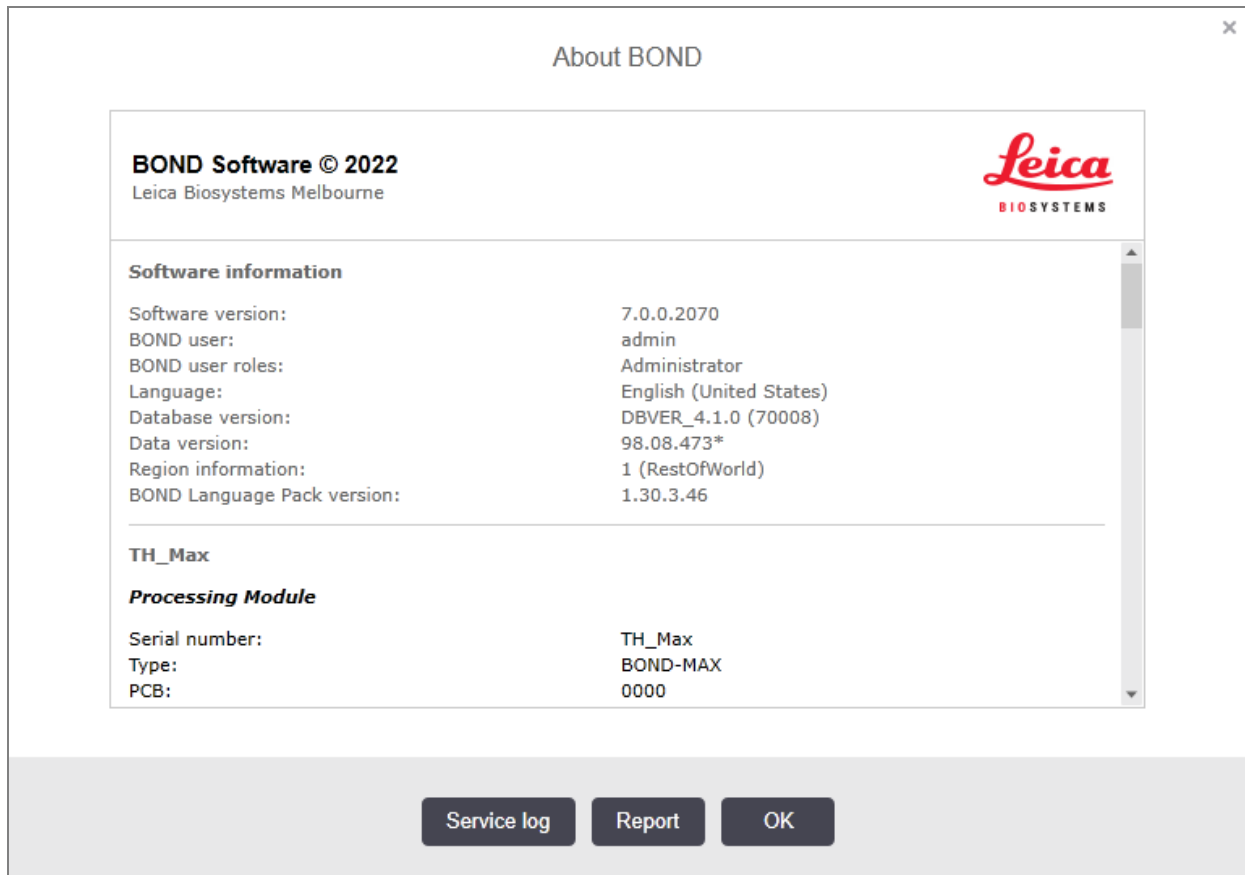 ×
About BOND
BOND Software © 2022
Leica Biosystems Melbourne
Leica
BIOSYSTEMS
Software information
Software version: 7.0.0.2070
BOND user: admin
BOND user roles: Administrator
Language: English (United States)
Database version: DBVER_4.1.0 (70008)
Data version: 98.08.473*
Region information: 1 (RestOfWorld)
BOND Language Pack version: 1.30.3.46
TH_Max
Processing Module
Serial number: TH_Max
Type: BOND-MAX
PCB: 0000
Service log Report OK